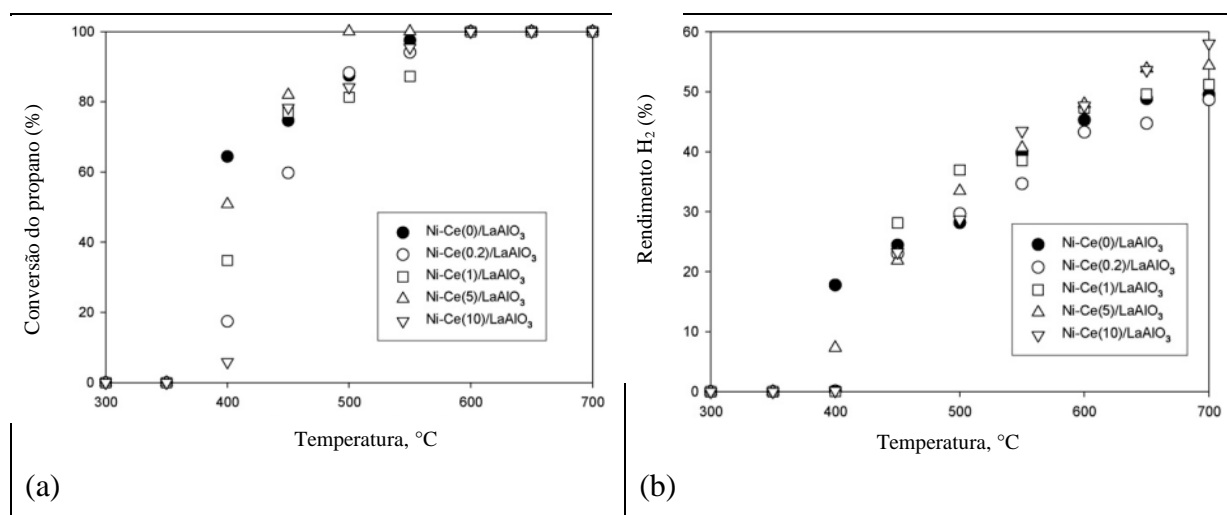 100
80
60
40
20
0
Conversão do propano (%)
Ni-Ce(0)/LaAlO₃
Ni-Ce(0.2)/LaAlO₃
Ni-Ce(1)/LaAlO₃
Ni-Ce(5)/LaAlO₃
Ni-Ce(10)/LaAlO₃
300 400 500 600 700
Temperatura, °C
(a)
60
50
40
30
20
10
0
Rendimento H₂ (%)
Ni-Ce(0)/LaAlO₃
Ni-Ce(0.2)/LaAlO₃
Ni-Ce(1)/LaAlO₃
Ni-Ce(5)/LaAlO₃
Ni-Ce(10)/LaAlO₃
300 400 500 600 700
Temperatura, °C
(b)